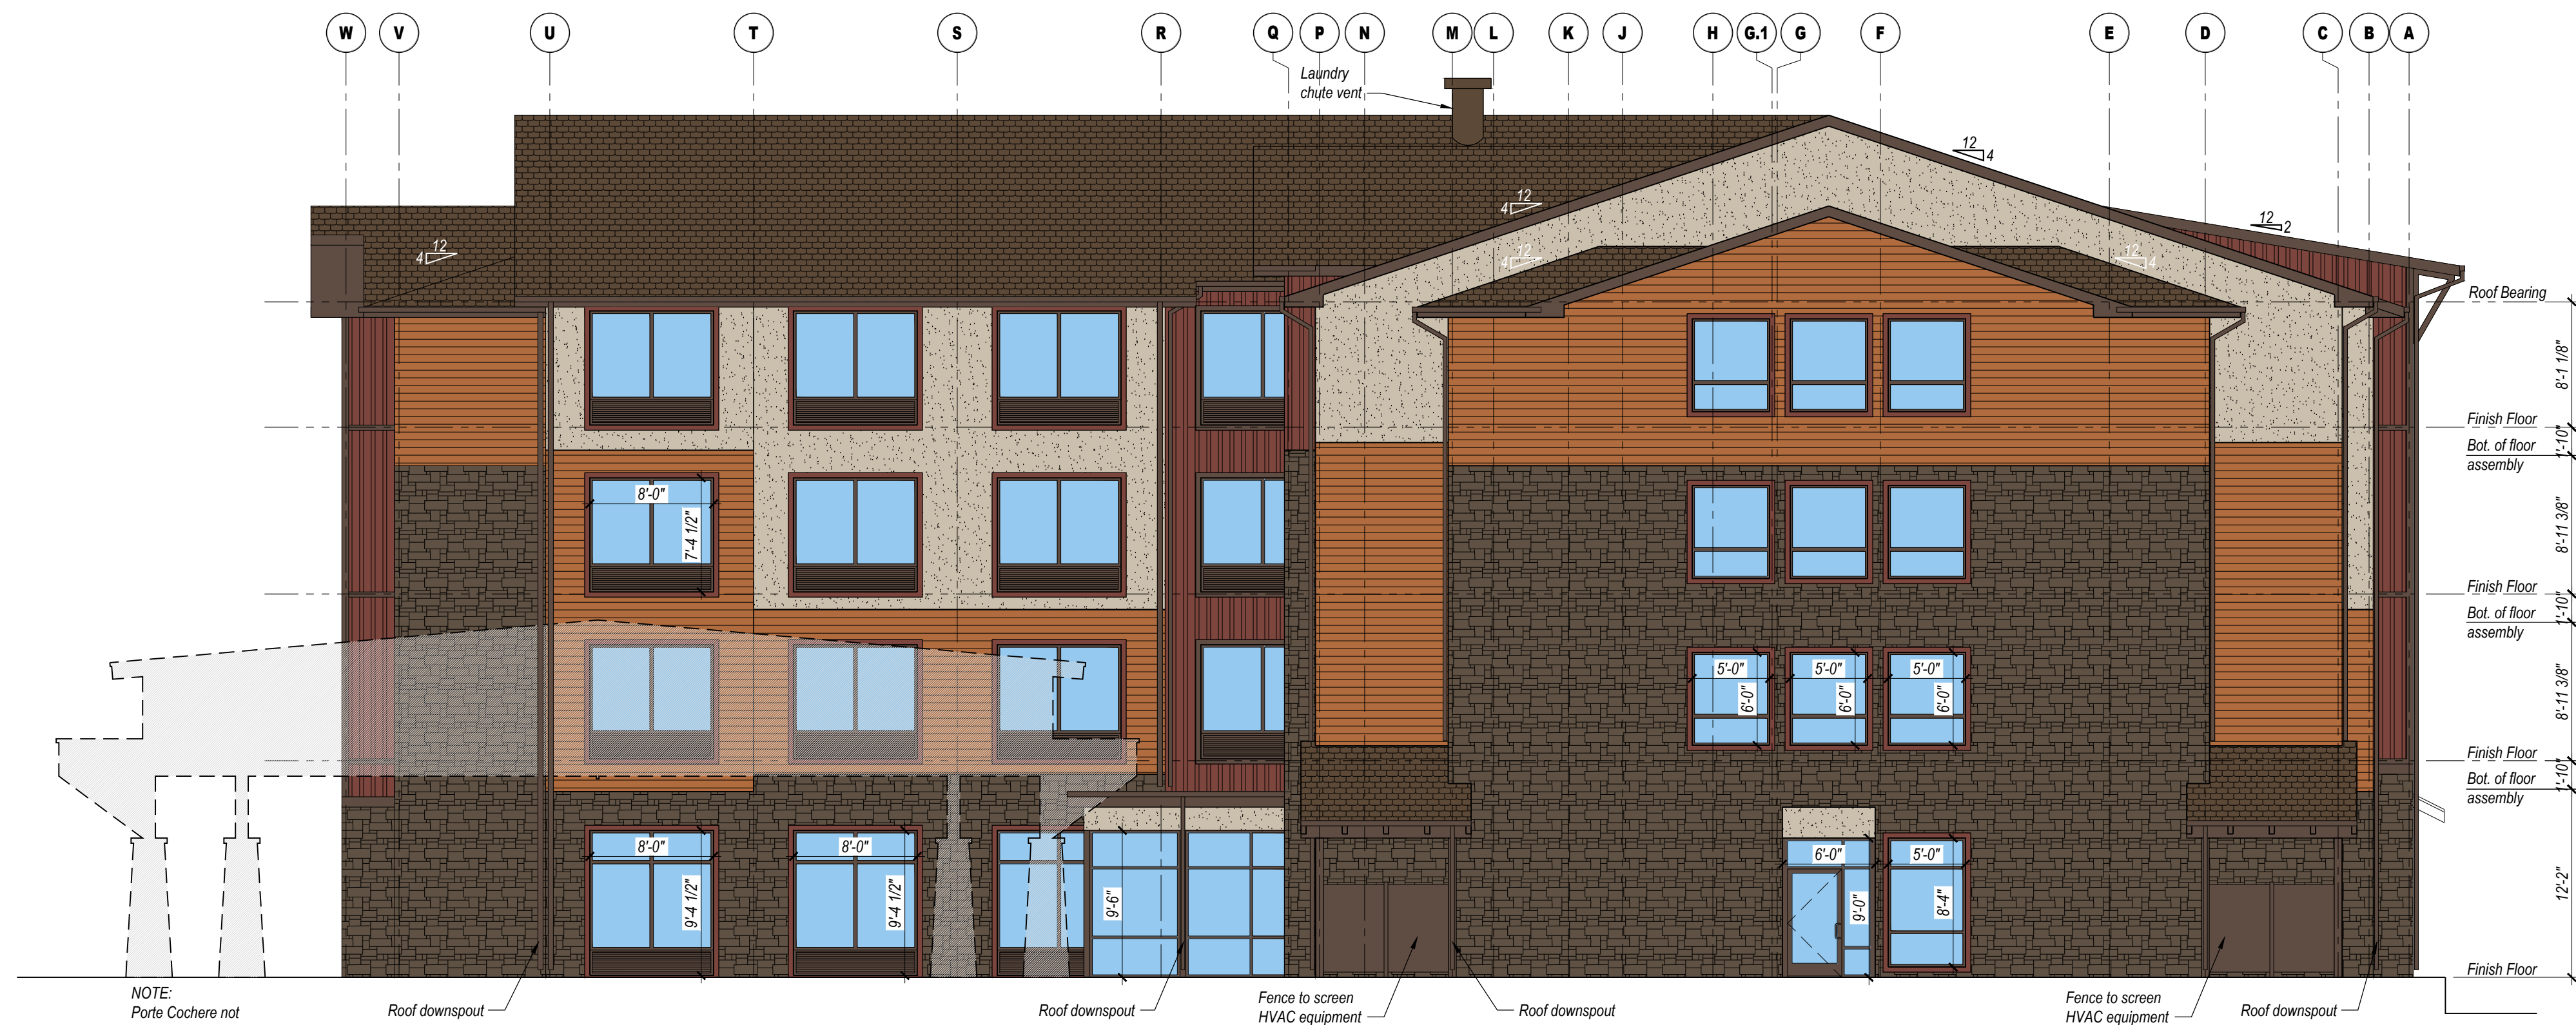 W V U T S R Q P N M L K J H G.1 G F E D C B A
Laundry
chute vent
12
4
12
4
12
2
12
4
12
4
12
4
Roof Bearing
8'-1 1/8"
Finish Floor
1'-10"
Bot. of floor
assembly
8'-0"
7'-4 1/2"
8'-11 3/8"
Finish Floor
1'-10"
Bot. of floor
assembly
5'-0" 5'-0" 5'-0"
6'-0" 6'-0" 6'-0"
8'-11 3/8"
Finish Floor
1'-10"
Bot. of floor
assembly
8'-0" 8'-0" 6'-0" 5'-0"
9'-4 1/2" 9'-4 1/2" 9'-6" 9'-0" 8'-4"
12'-2"
Finish Floor
NOTE:
Porte Cochere not
Roof downspout
Roof downspout
Fence to screen
HVAC equipment
Roof downspout
Fence to screen
HVAC equipment
Roof downspout